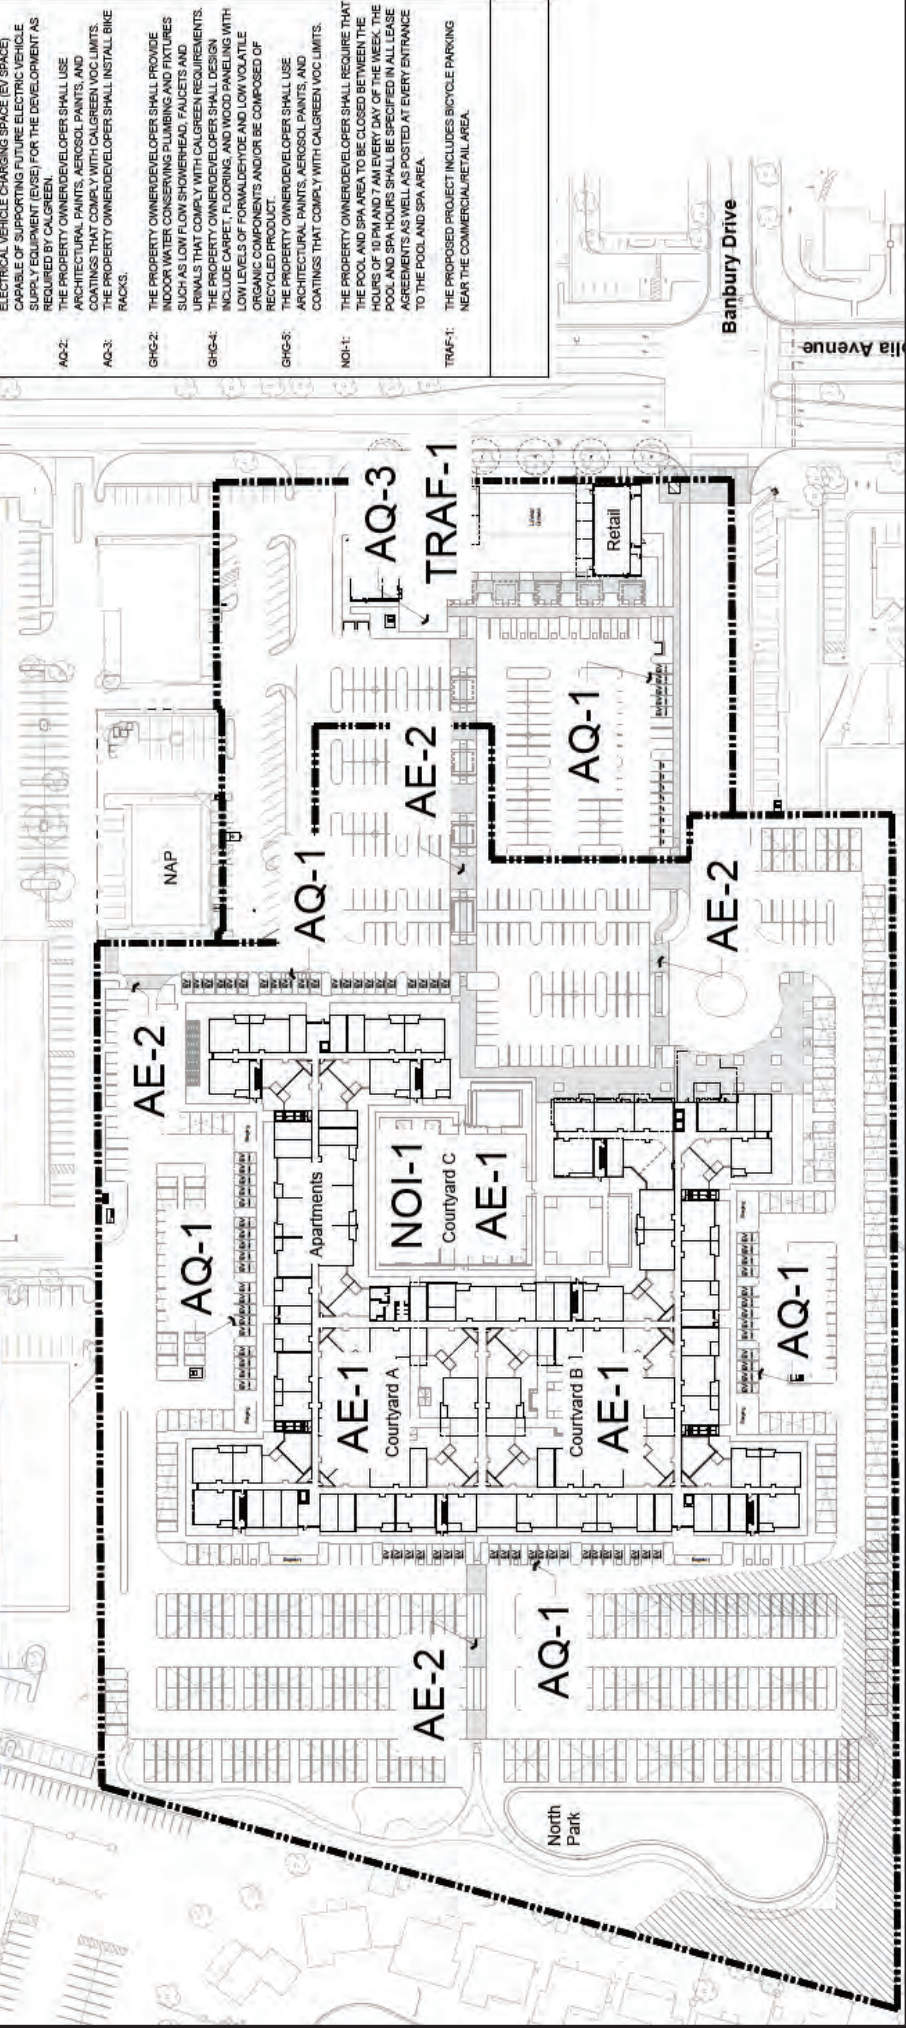 ELECTRICAL VEHICLE CHARGING SPACE (EV SPACE)
CAPABLE OF SUPPORTING FUTURE ELECTRIC VEHICLE
SUPPLY EQUIPMENT (EVSE) FOR THE DEVELOPMENT AS
REQUIRED BY CALGREEN.
AQ-2: THE PROPERTY OWNER/DEVELOPER SHALL USE
ARCHITECTURAL PAINTS, AEROSOL PAINTS, AND
COATINGS THAT COMPLY WITH CALGREEN VOC LIMITS.
AQ-3: THE PROPERTY OWNER/DEVELOPER SHALL INSTALL BIKE
RACKS.
GHG-2: THE PROPERTY OWNER/DEVELOPER SHALL PROVIDE
INDOOR WATER CONSERVING PLUMBING AND FIXTURES
SUCH AS LOW FLOW SHOWERHEAD, FAUCETS AND
URINALS THAT COMPLY WITH CALGREEN REQUIREMENTS.
GHG-4: THE PROPERTY OWNER/DEVELOPER SHALL DESIGN
INCLUDE CARPET, FLOORING, AND WOOD PANELING WITH
LOW LEVELS OF FORMALDEHYDE AND LOW VOLATILE
ORGANIC COMPONENTS AND/OR BE COMPOSED OF
RECYCLED PRODUCT.
GHG-5: THE PROPERTY OWNER/DEVELOPER SHALL USE
ARCHITECTURAL PAINTS, AEROSOL PAINTS, AND
COATINGS THAT COMPLY WITH CALGREEN VOC LIMITS.
NOI-1: THE PROPERTY OWNER/DEVELOPER SHALL REQUIRE THAT
THE POOL AND SPA AREA TO BE CLOSED BETWEEN THE
HOURS OF 10 PM AND 7 AM EVERY DAY OF THE WEEK. THE
POOL AND SPA HOURS SHALL BE SPECIFIED IN ALL LEASE
AGREEMENTS AS WELL AS POSTED AT EVERY ENTRANCE
TO THE POOL AND SPA AREA.
TRAF-1: THE PROPOSED PROJECT INCLUDES BICYCLE PARKING
NEAR THE COMMERCIAL/RETAIL AREA.
Banbury Drive
lia Avenue
AQ-3
TRAF-1
Retail
AQ-1
AE-2
NAP
AQ-1
AE-2
AE-2
Apartments
NOI-1
Courtyard C
AE-1
AQ-1
AQ-1
AE-1
Courtyard A
Courtyard B
AE-1
AE-2
AQ-1
North
Park